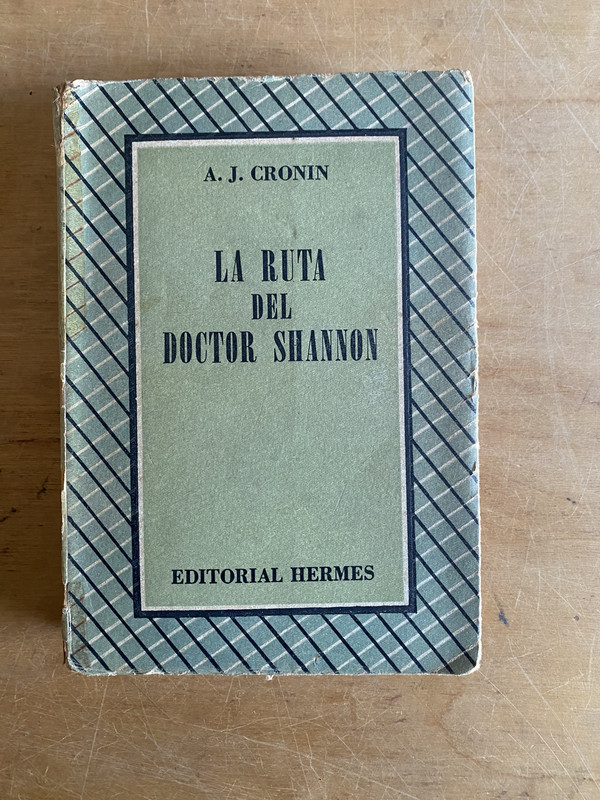 A. J. CRONIN
LA RUTA
DEL
DOCTOR SHANNON
EDITORIAL HERMES